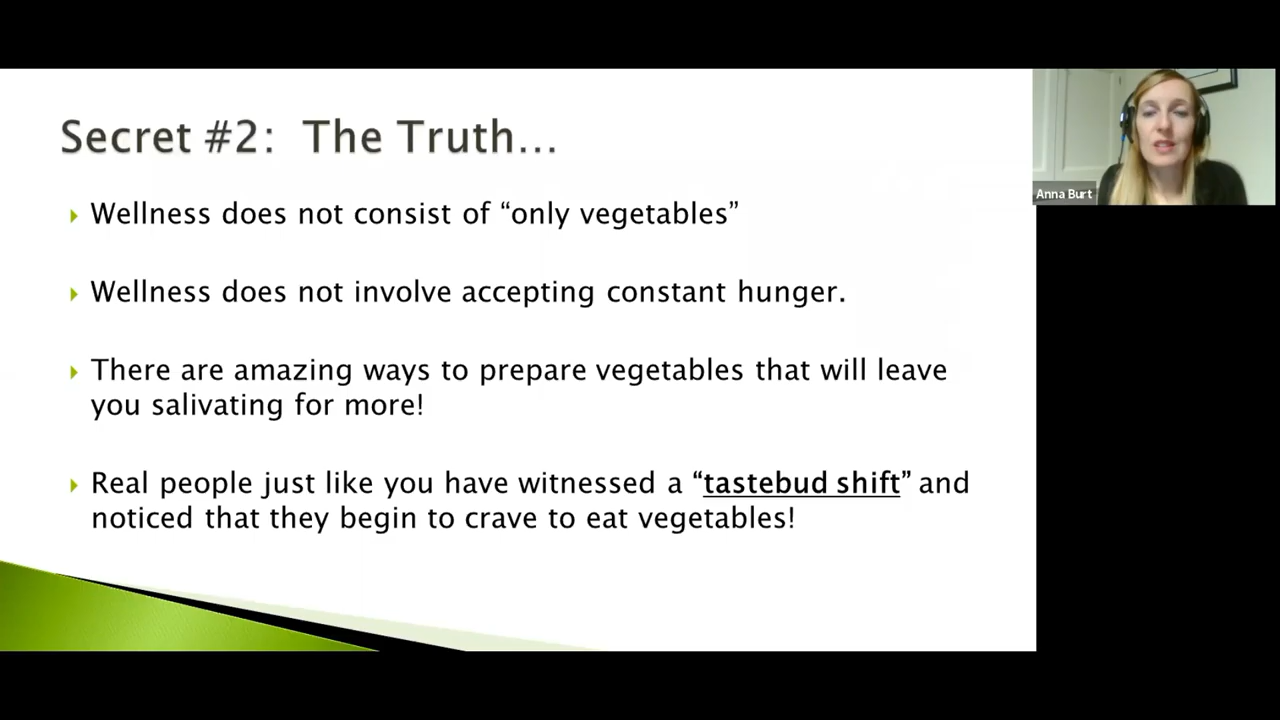 Secret #2: The Truth...
Wellness does not consist of “only vegetables”
Wellness does not involve accepting constant hunger.
There are amazing ways to prepare vegetables that will leave
you salivating for more!
Real people just like you have witnessed a “tastebud shift” and
noticed that they begin to crave to eat vegetables!
Anna Burt